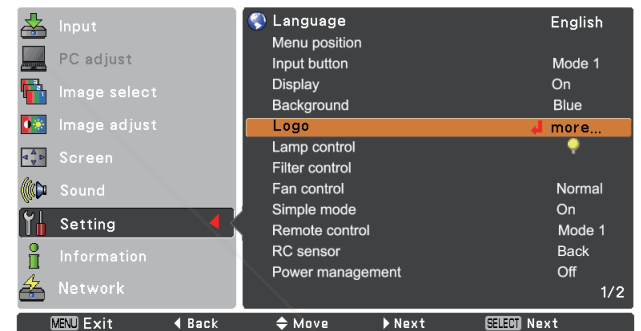 Input
PC adjust
Image select
Image adjust
Screen
Sound
Setting
Information
Network
Language English
Menu position
Input button Mode 1
Display On
Background Blue
Logo more...
Lamp control
Filter control
Fan control Normal
Simple mode On
Remote control Mode 1
RC sensor Back
Power management Off
1/2
MENU Exit Back Move Next SELECT Next